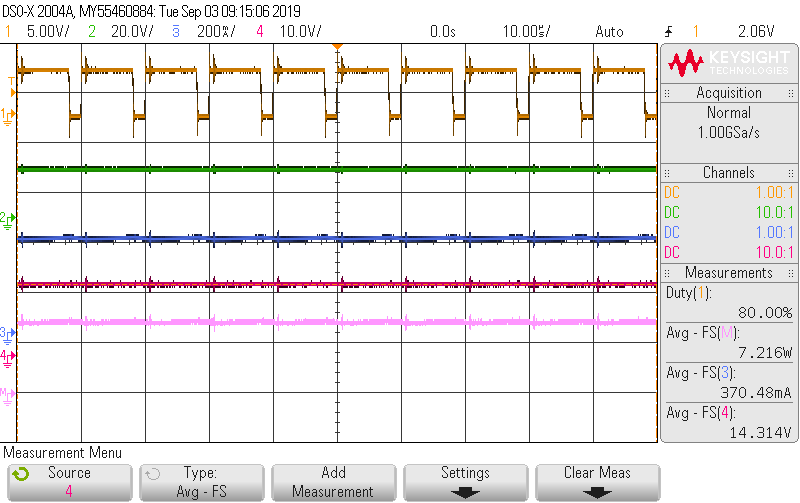 DSO-X 2004A, MY55460884: Tue Sep 03 09:15:06 2019
1 5.00V/ 2 20.0V/ 3 200㎃/ 4 10.0V/ 0.0s 10.00㎲/ Auto 1 2.06V
KEYSIGHT
TECHNOLOGIES
Acquisition
Normal
1.00GSa/s
Channels
DC 1.00:1
DC 10.0:1
DC 1.00:1
DC 10.0:1
Measurements
Duty(1):
80.00%
Avg - FS(M):
7.216W
Avg - FS(3):
370.48mA
Avg - FS(4):
14.314V
T
1
2
3
4
M
Measurement Menu
Source
4
Type:
Avg - FS
Add
Measurement
Settings
Clear Meas